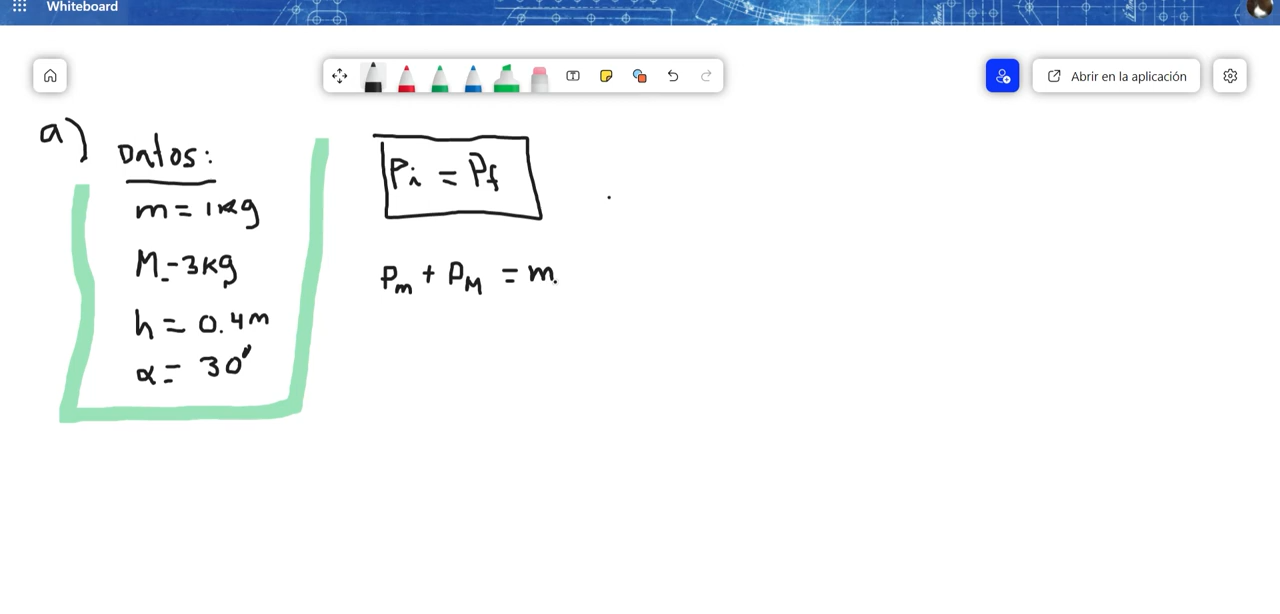 Whiteboard
Abrir en la aplicación
a)
Datos:
m = 1kg
M = 3kg
h = 0.4m
α = 30°
Pi = Pf
Pm + PM = m.